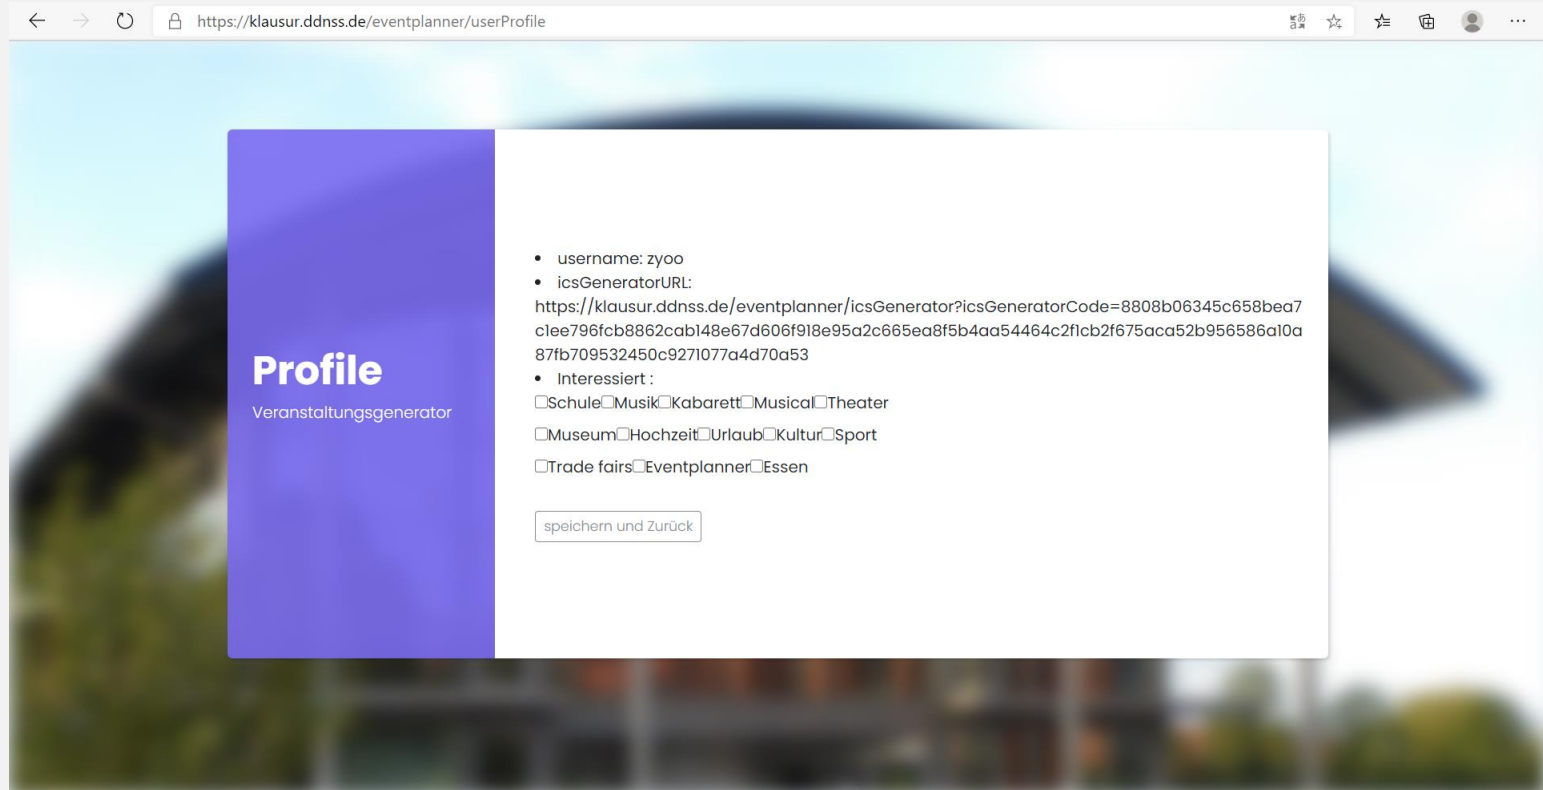 https://klausur.ddnss.de/eventplanner/userProfile
Profile
Veranstaltungsgenerator
username: zyoo
icsGeneratorURL:
https://klausur.ddnss.de/eventplanner/icsGenerator?icsGeneratorCode=8808b06345c658bea7
c1ee796fcb8862cab148e67d606f918e95a2c665ea8f5b4aa54464c2f1cb2f675aca52b956586a10a
87fb709532450c9271077a4d70a53
Interessiert :
Schule Musik Kabarett Musical Theater
Museum Hochzeit Urlaub Kultur Sport
Trade fairs Eventplanner Essen
speichern und Zurück